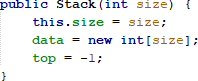 public Stack(int size) {
this.size = size;
data = new int[size];
top = -1;
}